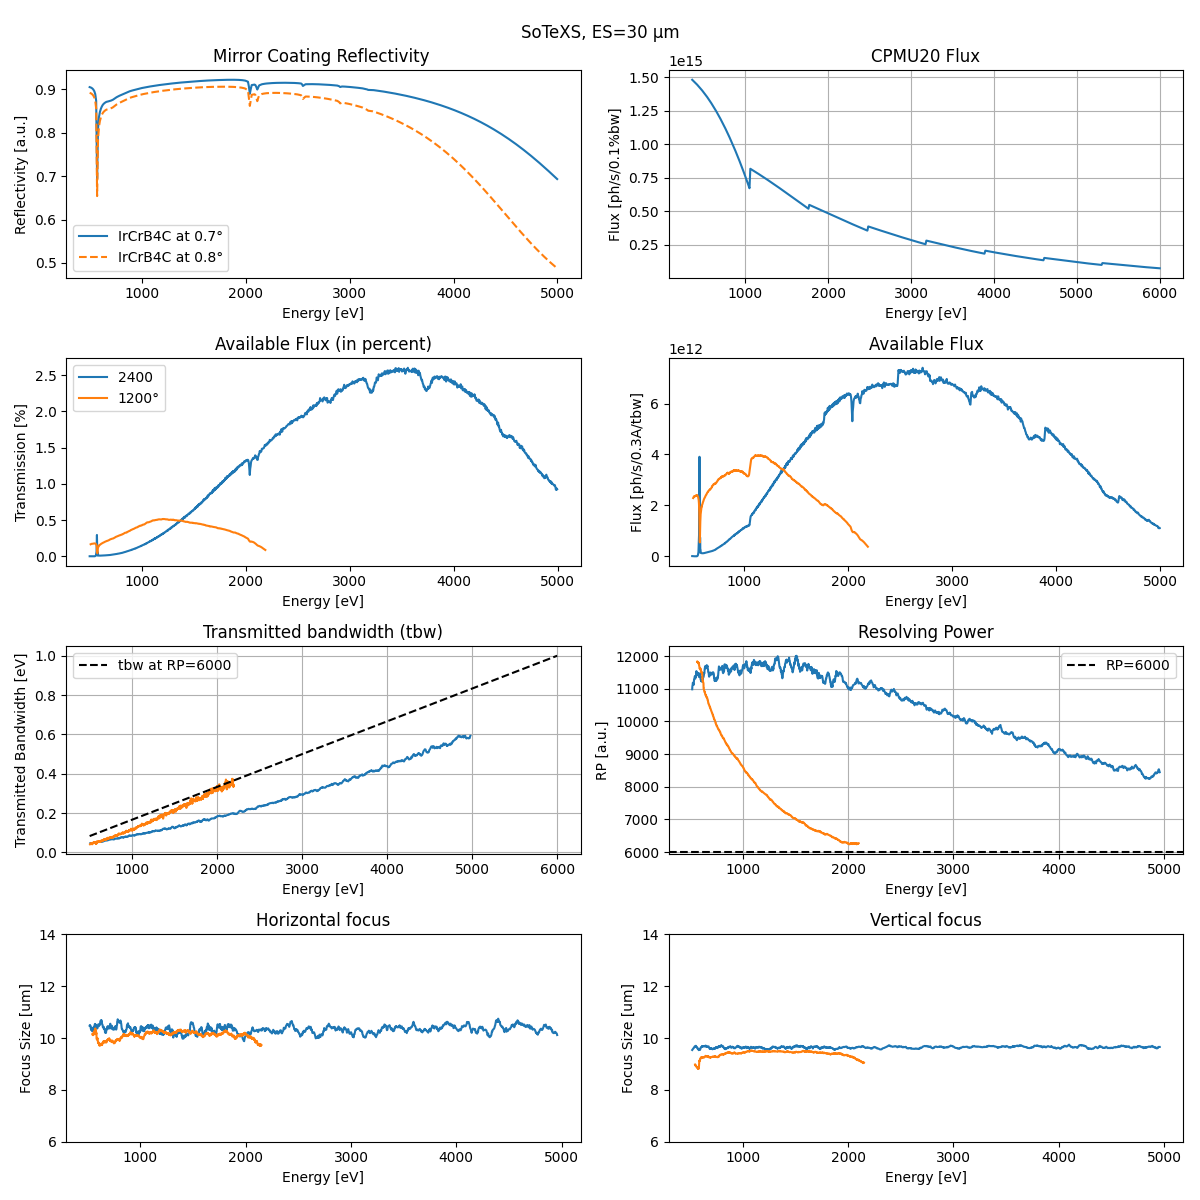 SoTeXS, ES=30 μm
Mirror Coating Reflectivity
Reflectivity [a.u.]
0.9
0.8
0.7
0.6
0.5
IrCrB4C at 0.7°
IrCrB4C at 0.8°
1000 2000 3000 4000 5000
Energy [eV]
CPMU20 Flux
1e15
Flux [ph/s/0.1%bw]
1.50
1.25
1.00
0.75
0.50
0.25
1000 2000 3000 4000 5000 6000
Energy [eV]
Available Flux (in percent)
Transmission [%]
2.5
2.0
1.5
1.0
0.5
0.0
2400
1200°
1000 2000 3000 4000 5000
Energy [eV]
Available Flux
1e12
Flux [ph/s/0.3A/tbw]
6
4
2
0
1000 2000 3000 4000 5000
Energy [eV]
Transmitted bandwidth (tbw)
Transmitted Bandwidth [eV]
1.0
0.8
0.6
0.4
0.2
0.0
tbw at RP=6000
1000 2000 3000 4000 5000 6000
Energy [eV]
Resolving Power
RP [a.u.]
12000
11000
10000
9000
8000
7000
6000
RP=6000
1000 2000 3000 4000 5000
Energy [eV]
Horizontal focus
Focus Size [um]
14
12
10
8
6
1000 2000 3000 4000 5000
Energy [eV]
Vertical focus
Focus Size [um]
14
12
10
8
6
1000 2000 3000 4000 5000
Energy [eV]